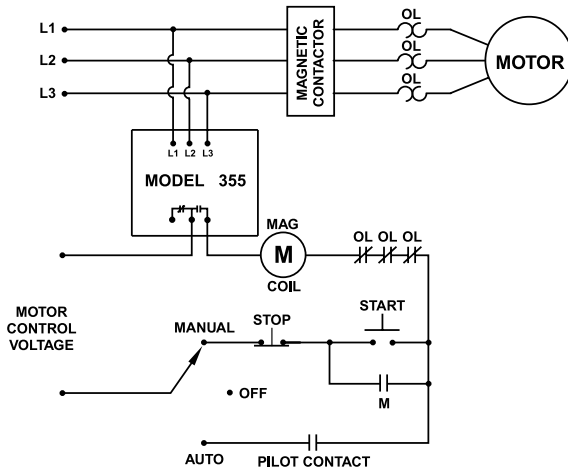 OL
L1
L2
OL
MAGNETIC
CONTACTOR
MOTOR
L3
OL
L1 L2 L3
MODEL 355
MAG
M
COIL
OL OL OL
MOTOR
CONTROL
VOLTAGE
MANUAL
STOP
START
OFF
M
AUTO
PILOT CONTACT